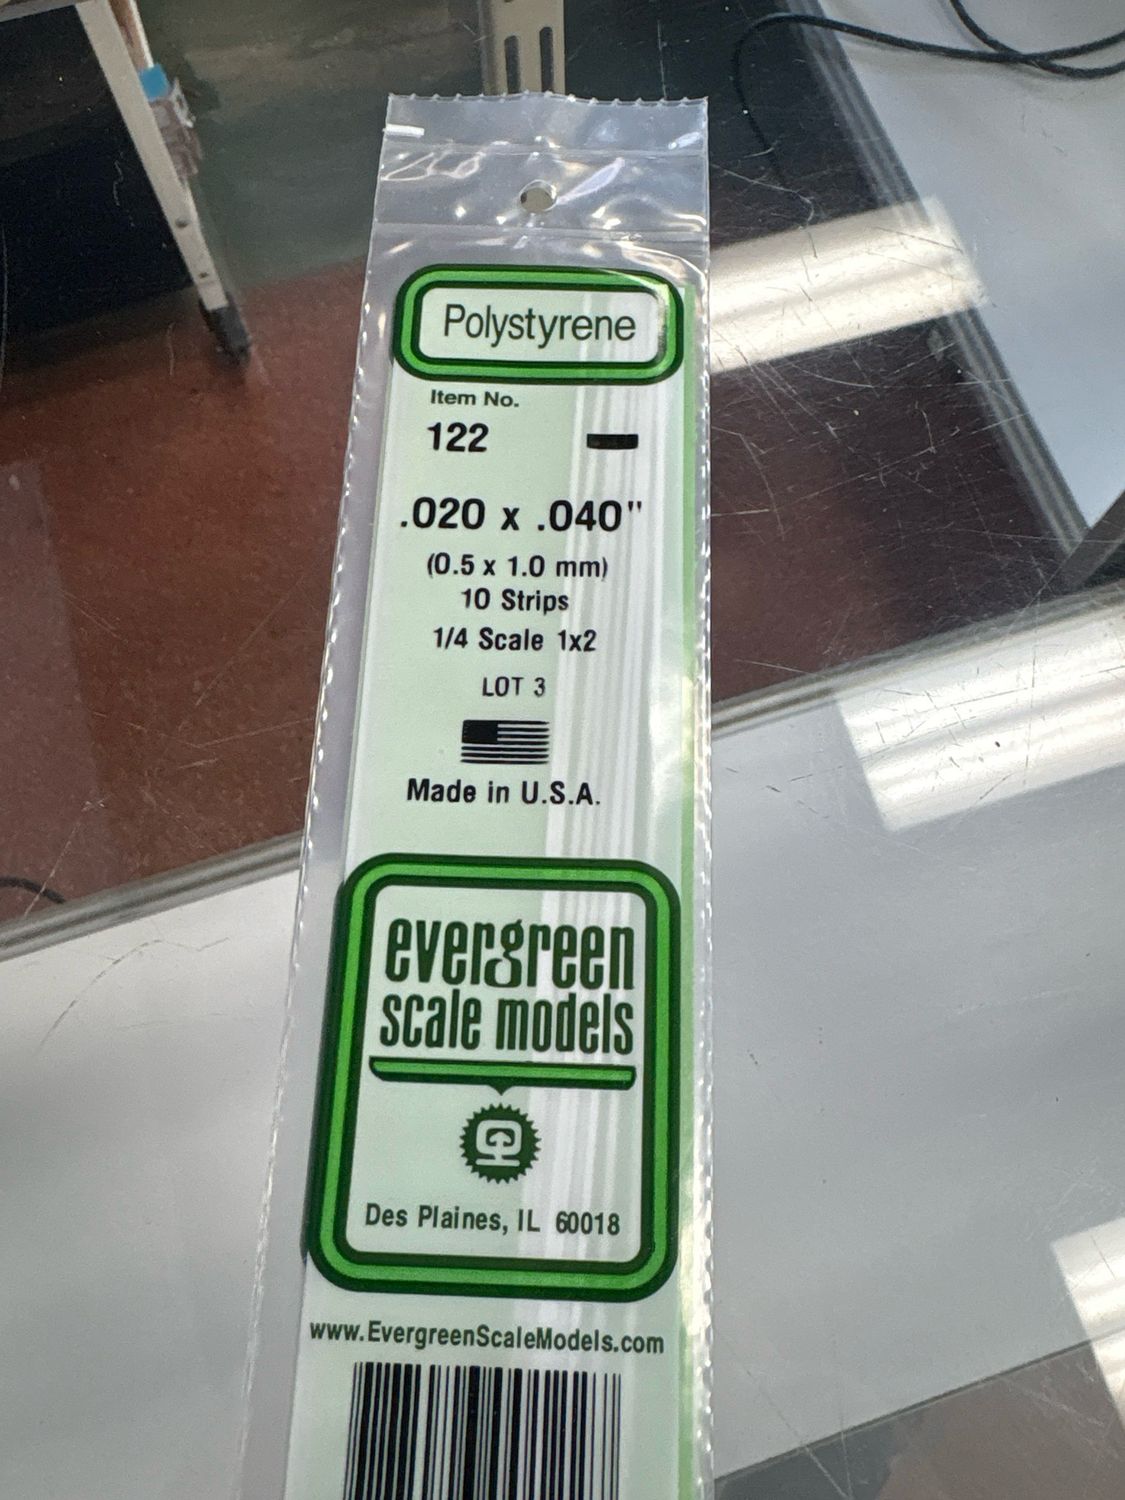 Polystyrene
Item No.
122
.020 x .040"
(0.5 x 1.0 mm)
10 Strips
1/4 Scale 1x2
LOT 3
Made in U.S.A.
evergreen
scale models
Des Plaines, IL 60018
www.EvergreenScaleModels.com